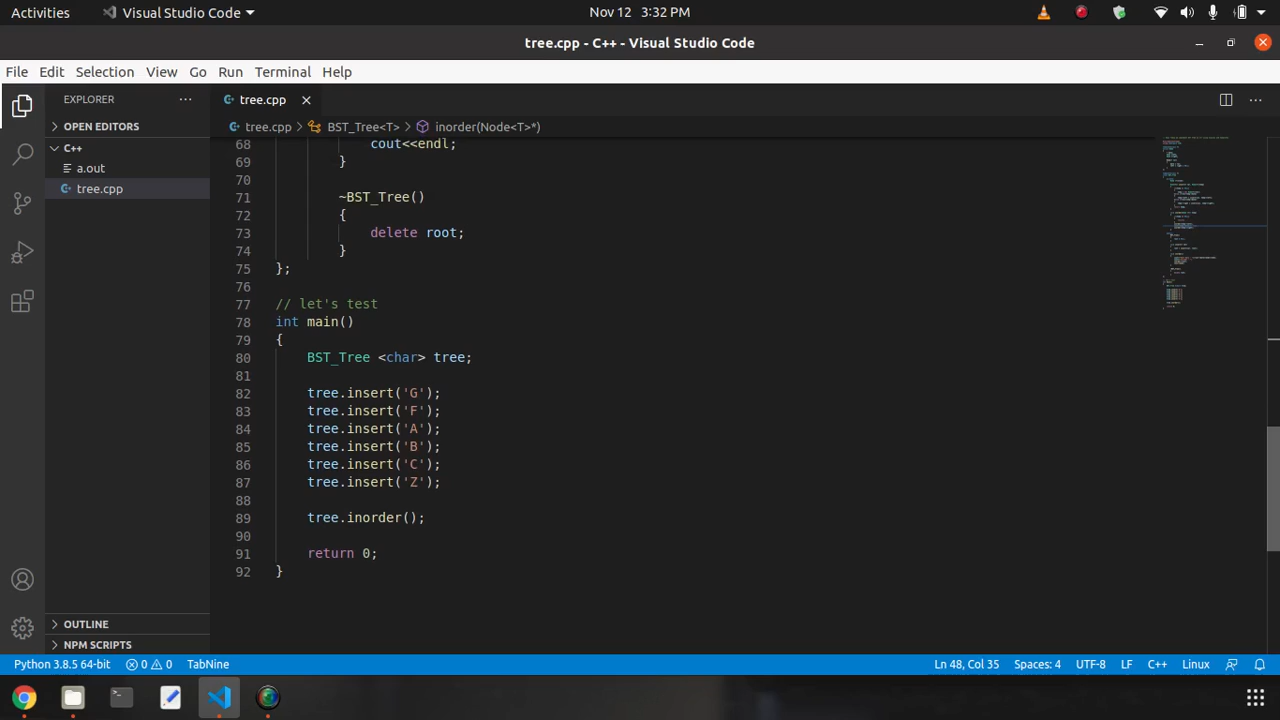 Activities Visual Studio Code Nov 12 3:32 PM
tree.cpp - C++ - Visual Studio Code
File Edit Selection View Go Run Terminal Help
EXPLORER
OPEN EDITORS
C++
a.out
tree.cpp
OUTLINE
NPM SCRIPTS
tree.cpp
tree.cpp BST_Tree<T> inorder(Node<T>*)
68 cout<<endl;
69 }
70
71 ~BST_Tree()
72 {
73 delete root;
74 }
75 };
76
77 // let's test
78 int main()
79 {
80 BST_Tree <char> tree;
81
82 tree.insert('G');
83 tree.insert('F');
84 tree.insert('A');
85 tree.insert('B');
86 tree.insert('C');
87 tree.insert('Z');
88
89 tree.inorder();
90
91 return 0;
92 }
Python 3.8.5 64-bit 0 0 TabNine Ln 48, Col 35 Spaces: 4 UTF-8 LF C++ Linux